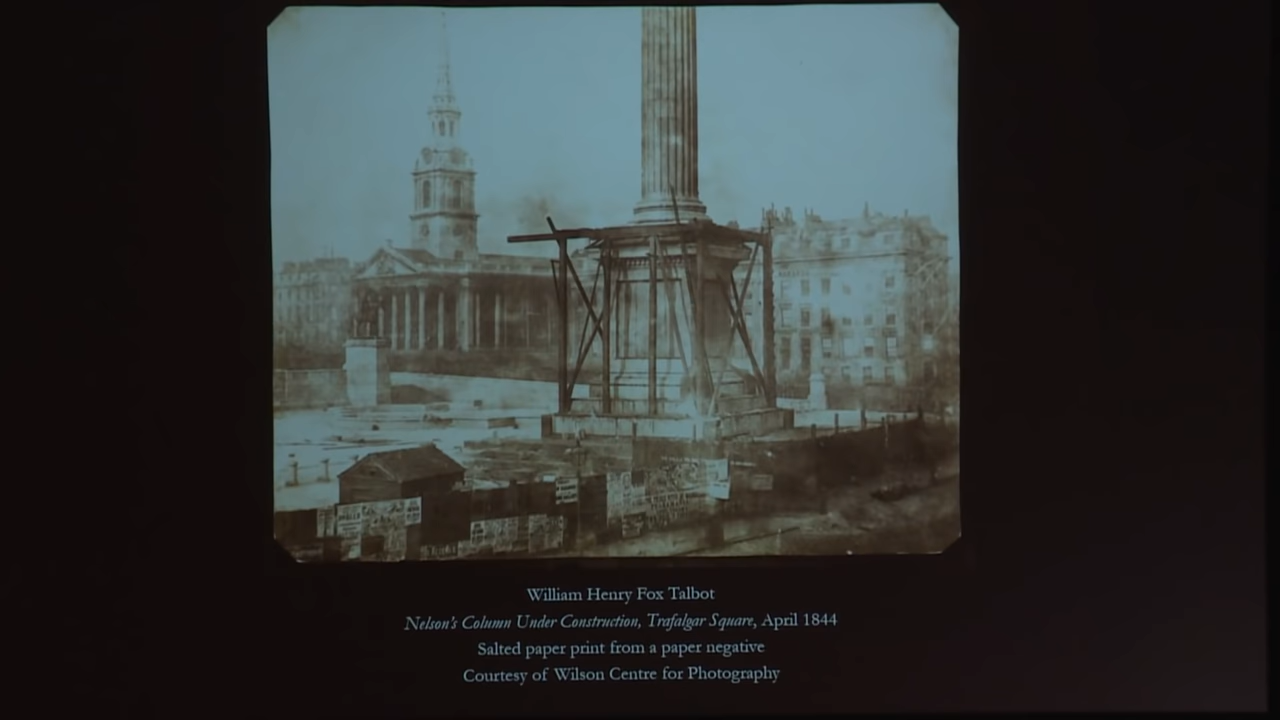 William Henry Fox Talbot
Nelson's Column Under Construction, Trafalgar Square, April 1844
Salted paper print from a paper negative
Courtesy of Wilson Centre for Photography